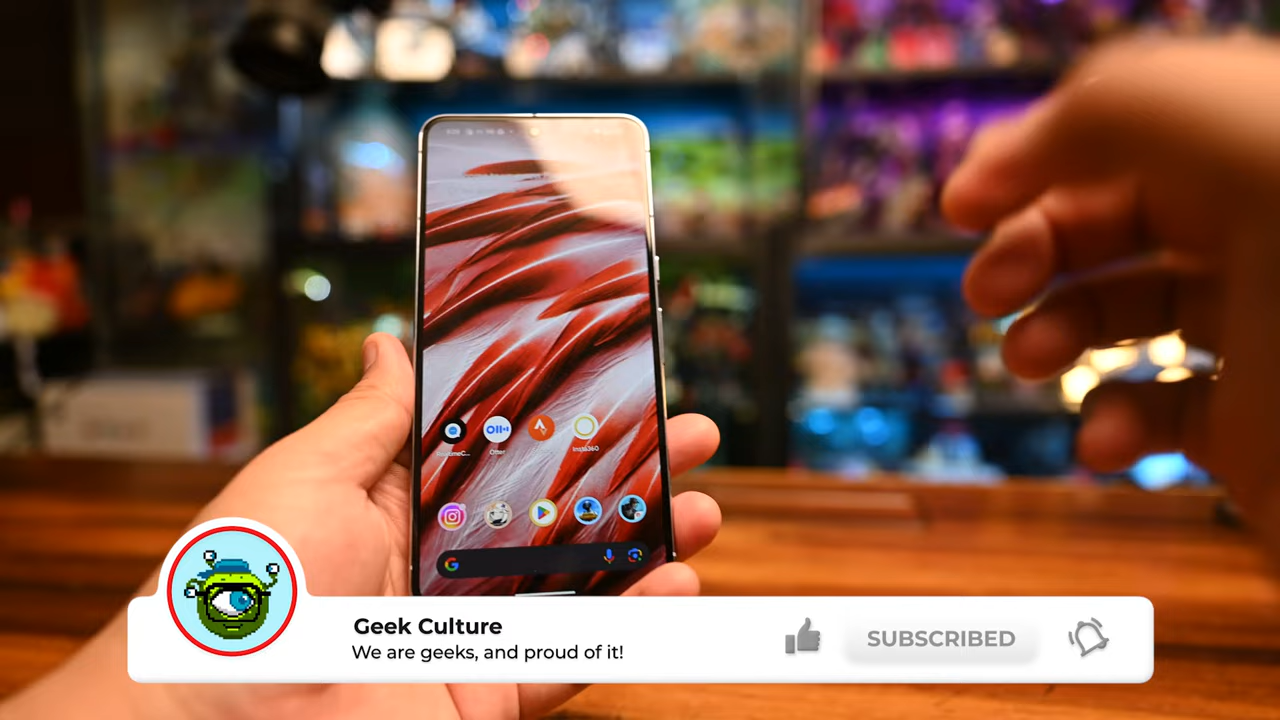 Otter
Insta360
Geek Culture
We are geeks, and proud of it!
SUBSCRIBED